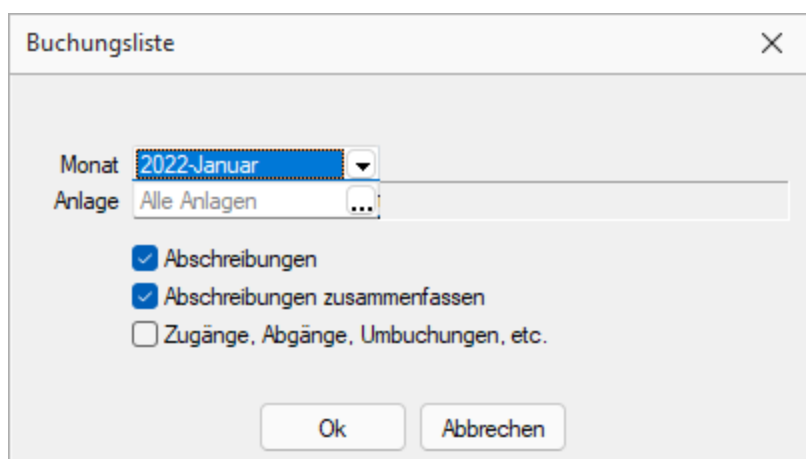 Buchungsliste
Monat 2022-Januar
Anlage Alle Anlagen ...
Abschreibungen
Abschreibungen zusammenfassen
Zugänge, Abgänge, Umbuchungen, etc.
Ok Abbrechen